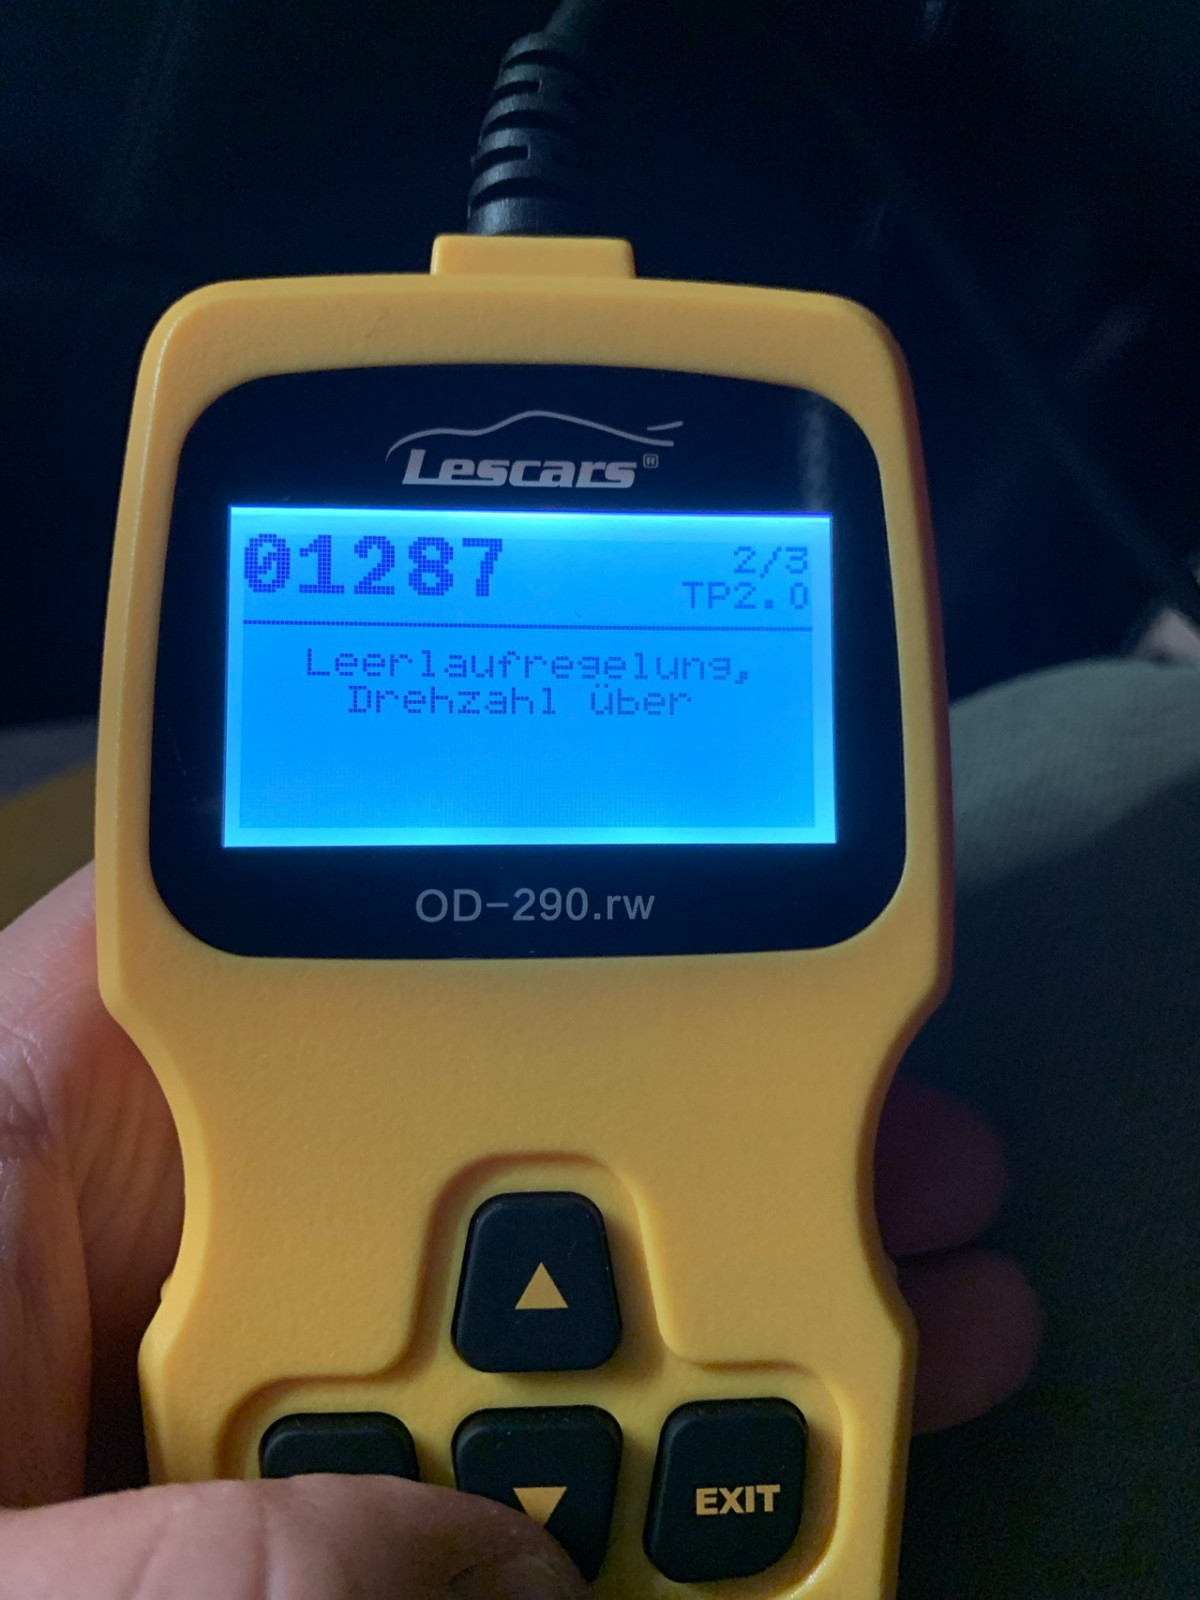 Lescars®
01287
2/3
TP2.0
Leerlaufregelung,
Drehzahl über
OD-290.rw
EXIT